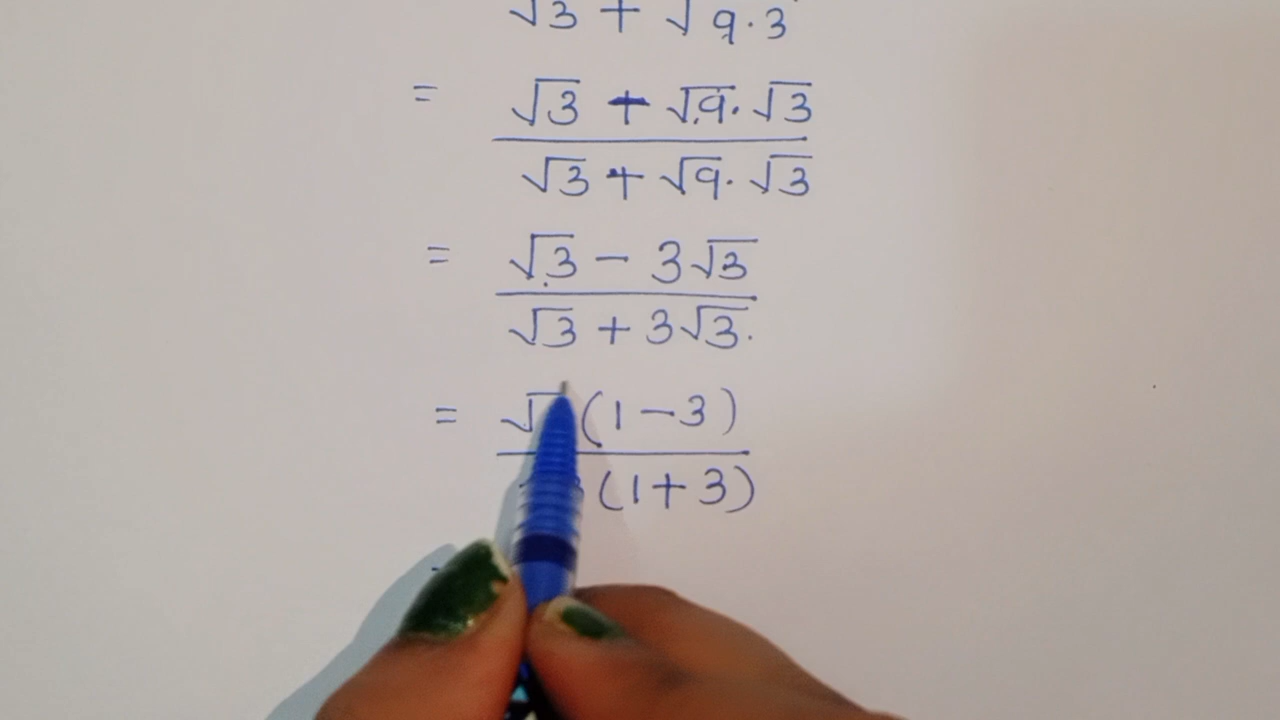 √3 + √9·3
= √3 + √9·√3
√3 + √9·√3
= √3 − 3√3
√3 + 3√3
= √ (1−3)
(1+3)